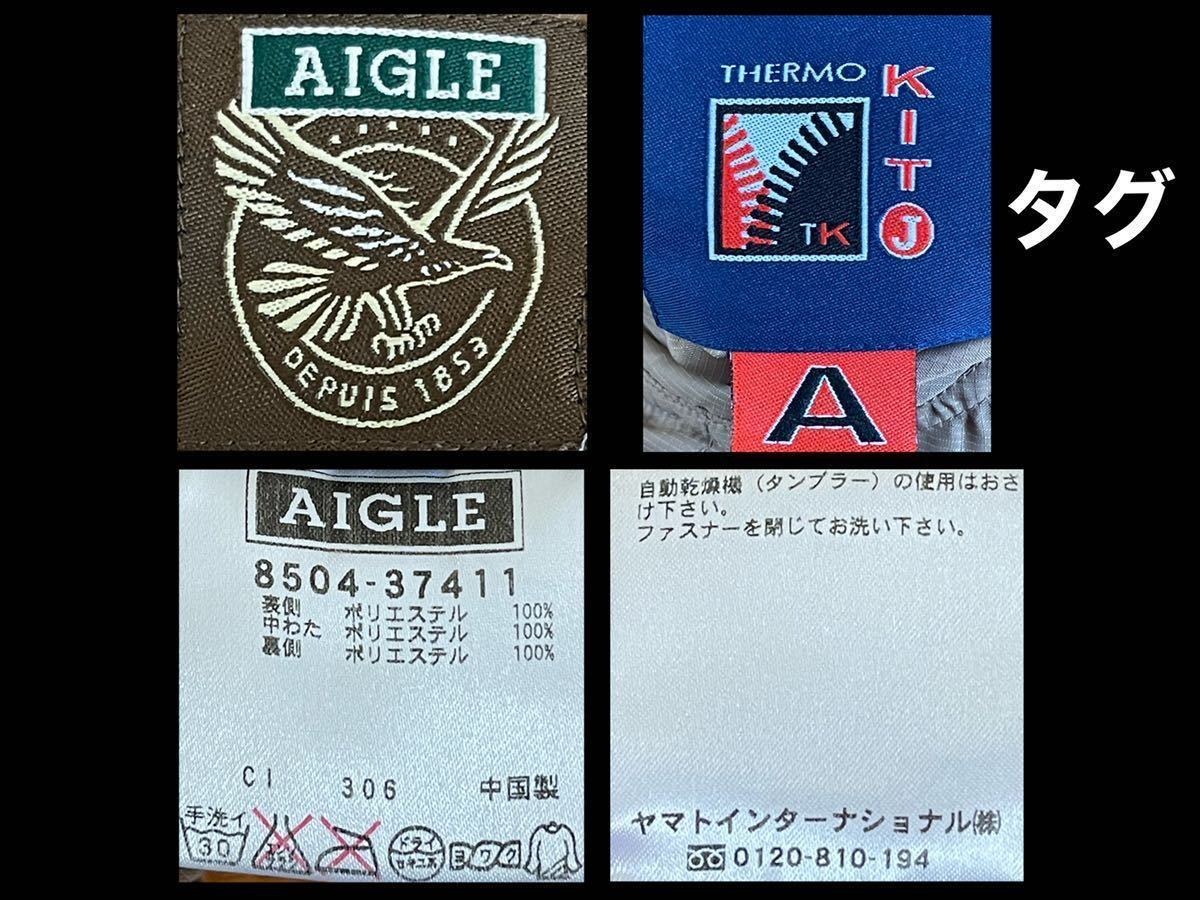 AIGLE
DEPUIS 1853
THERMO
KIT J
TK
A
タグ
AIGLE
8504-37411
表側 ポリエステル 100%
中わた ポリエステル 100%
裏側 ポリエステル 100%
CI 306 中国製
手洗イ
30
ドライ
セキユ系
ヨワク
自動乾燥機(タンブラー)の使用はおさ
け下さい。
ファスナーを閉じてお洗い下さい。
ヤマトインターナショナル㈱
0120-810-194